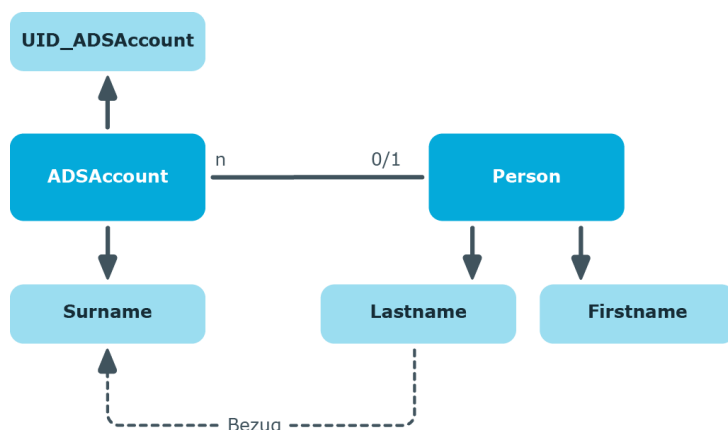 UID_ADSAccount
ADSAccount
n
0/1
Person
Surname
Lastname
Firstname
Bezug